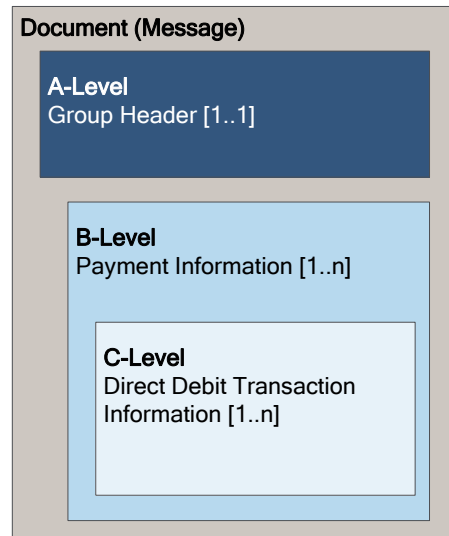 Document (Message)
A-Level
Group Header [1..1]
B-Level
Payment Information [1..n]
C-Level
Direct Debit Transaction
Information [1..n]